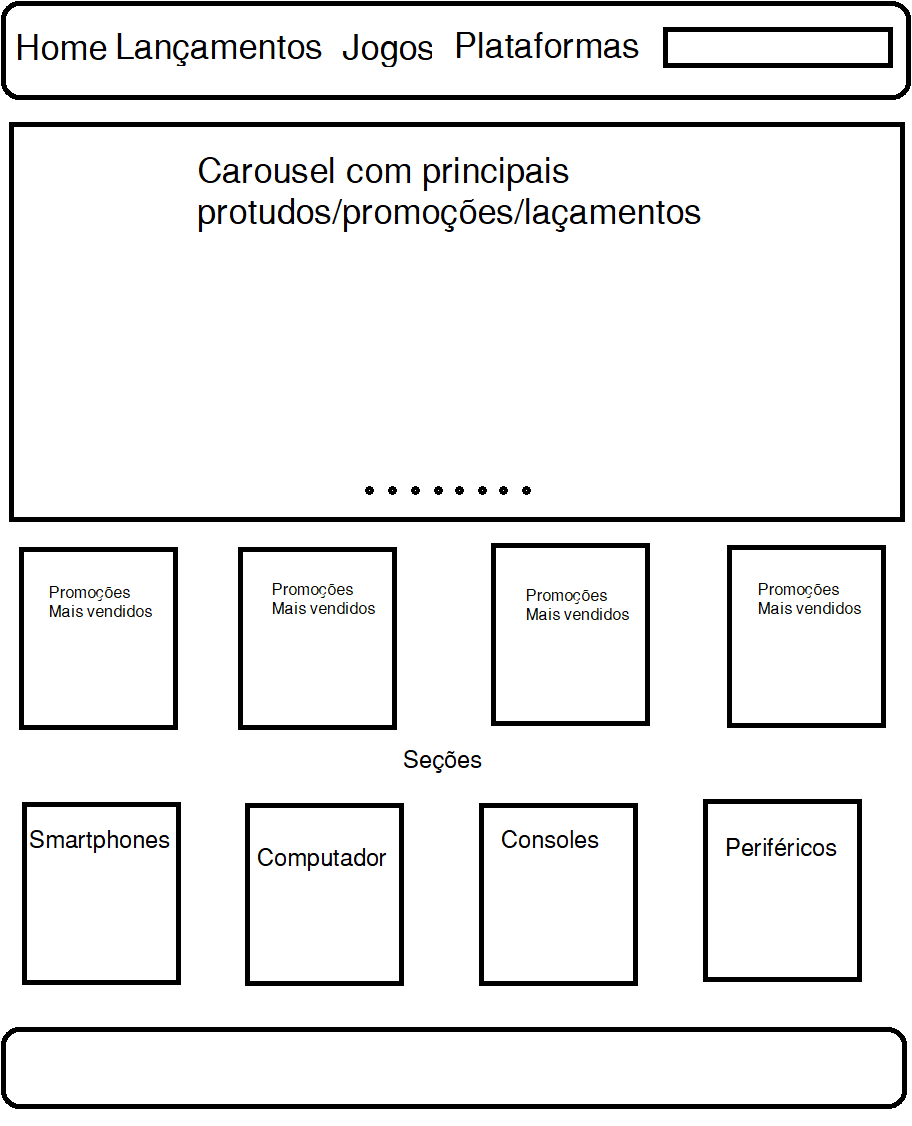 Home Lançamentos Jogos Plataformas
Carousel com principais
protudos/promoções/laçamentos
Promoções
Mais vendidos
Promoções
Mais vendidos
Promoções
Mais vendidos
Promoções
Mais vendidos
Seções
Smartphones
Computador
Consoles
Periféricos